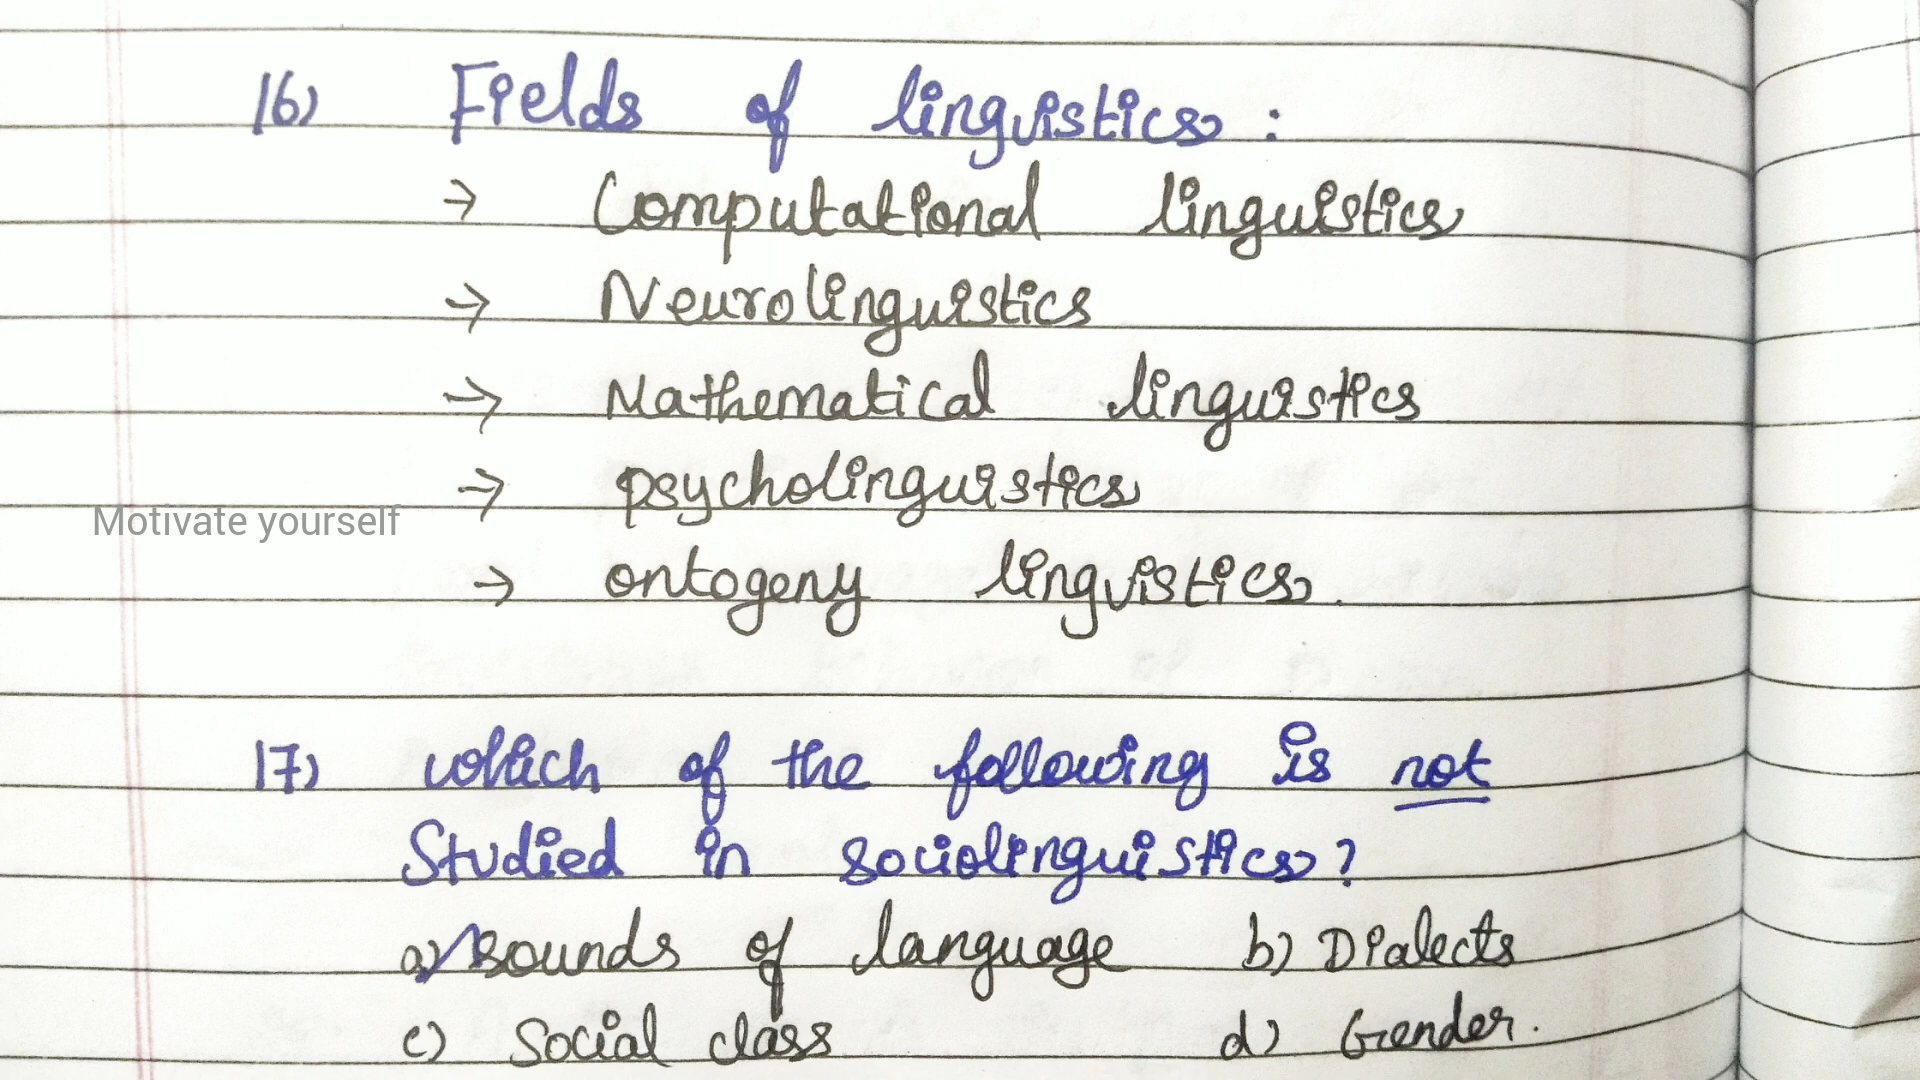 16) Fields of linguistics :
→ Computational linguistics
→ Neurolinguistics
→ Mathematical linguistics
→ psycholinguistics
Motivate yourself
→ ontogeny linguistics.
17) which of the following is not
Studied in sociolinguistics?
a) Sounds of language b) Dialects
c) Social class d) Gender.